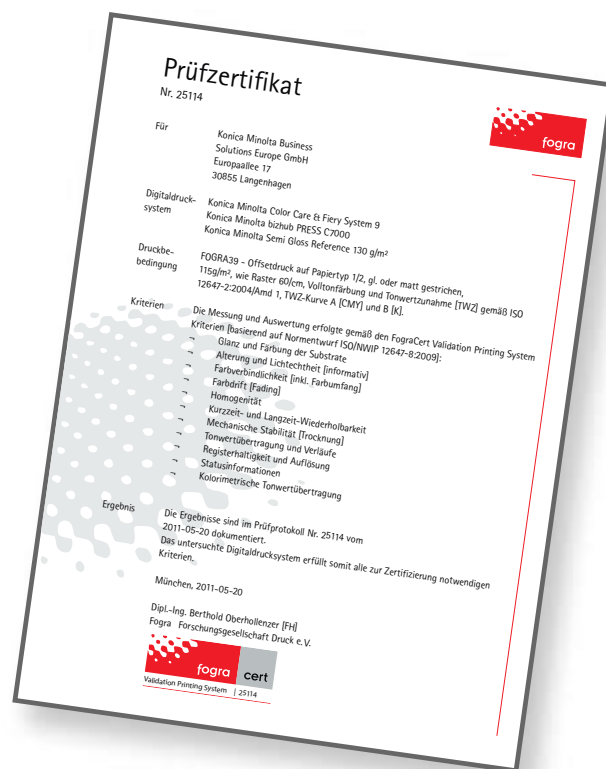 Prüfzertifikat
Nr. 25114
fogra
Für
Konica Minolta Business
Solutions Europe GmbH
Europaallee 17
30855 Langenhagen
Digitaldruck-
system
Konica Minolta Color Care & Fiery System 9
Konica Minolta bizhub PRESS C7000
Konica Minolta Semi Gloss Reference 130 g/m²
Druckbe-
bedingung
FOGRA39 - Offsetdruck auf Papiertyp 1/2, gl. oder matt gestrichen,
115g/m², wie Raster 60/cm, Volltonfärbung und Tonwertzunahme [TWZ] gemäß ISO
12647-2:2004/Amd 1, TWZ-Kurve A [CMY] und B [K].
Kriterien
Die Messung und Auswertung erfolgte gemäß den FograCert Validation Printing System
Kriterien [basierend auf Normentwurf ISO/NWIP 12647-8:2009]:
¬ Glanz und Färbung der Substrate
¬ Alterung und Lichtechtheit [informativ]
¬ Farbverbindlichkeit [inkl. Farbumfang]
¬ Farbdrift [Fading]
¬ Homogenität
¬ Kurzzeit- und Langzeit-Wiederholbarkeit
¬ Mechanische Stabilität [Trocknung]
¬ Tonwertübertragung und Verläufe
¬ Registerhaltigkeit und Auflösung
¬ Statusinformationen
¬ Kolorimetrische Tonwertübertragung
Ergebnis
Die Ergebnisse sind im Prüfprotokoll Nr. 25114 vom
2011-05-20 dokumentiert.
Das untersuchte Digitaldrucksystem erfüllt somit alle zur Zertifizierung notwendigen
Kriterien.
München, 2011-05-20
Dipl.-Ing. Berthold Oberhollenzer [FH]
Fogra Forschungsgesellschaft Druck e.V.
fogra cert
Validation Printing System | 25114